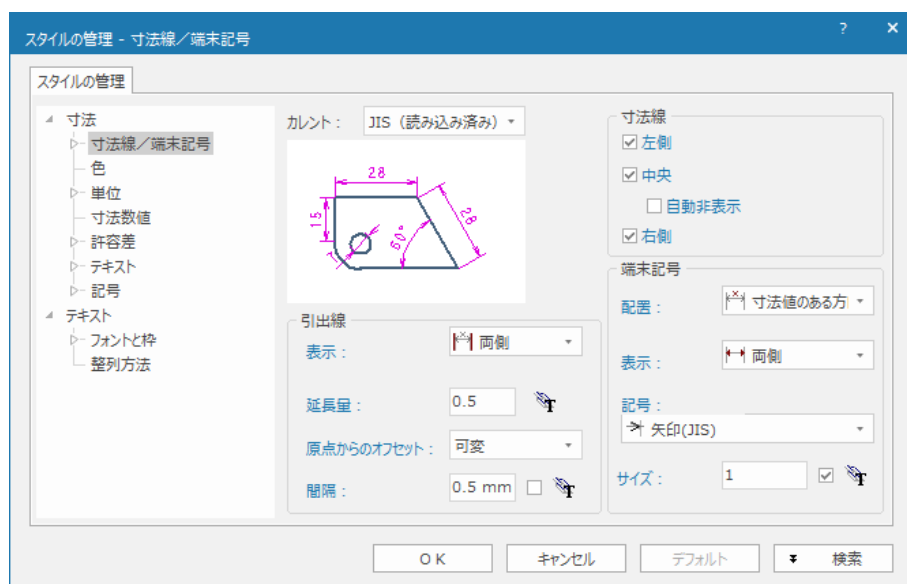 スタイルの管理 - 寸法線／端末記号
?
×
スタイルの管理
寸法
寸法線／端末記号
色
単位
寸法数値
許容差
テキスト
記号
テキスト
フォントと枠
整列方法
カレント： JIS（読み込み済み）
28
15
60°
28
引出線
表示： 両側
延長量： 0.5
原点からのオフセット： 可変
間隔： 0.5 mm
寸法線
左側
中央
自動非表示
右側
端末記号
配置： 寸法値のある方
表示： 両側
記号：
矢印(JIS)
サイズ： 1
ＯＫ キャンセル デフォルト 検索